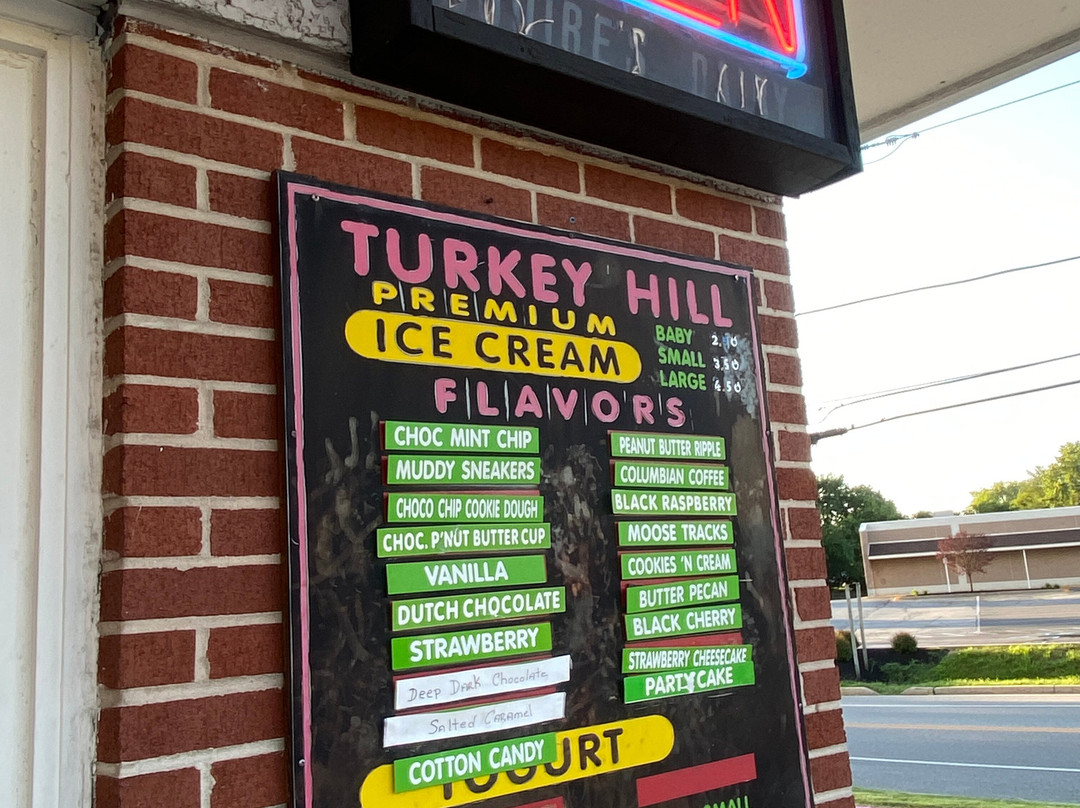 TURKEY HILL
PREMIUM
ICE CREAM
BABY
SMALL 3.50
LARGE 4.50
FLAVORS
CHOC MINT CHIP
MUDDY SNEAKERS
CHOCO CHIP COOKIE DOUGH
CHOC. P'NUT BUTTER CUP
VANILLA
DUTCH CHOCOLATE
STRAWBERRY
Deep Dark Chocolate
Salted Caramel
COTTON CANDY
PEANUT BUTTER RIPPLE
COLUMBIAN COFFEE
BLACK RASPBERRY
MOOSE TRACKS
COOKIES 'N CREAM
BUTTER PECAN
BLACK CHERRY
STRAWBERRY CHEESECAKE
PARTY CAKE
YOGURT
SMALL